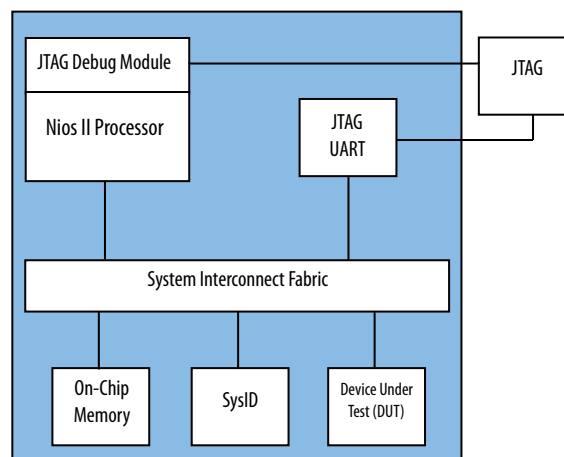 JTAG Debug Module
JTAG
Nios II Processor
JTAG
UART
System Interconnect Fabric
On-Chip
Memory
SysID
Device Under
Test (DUT)